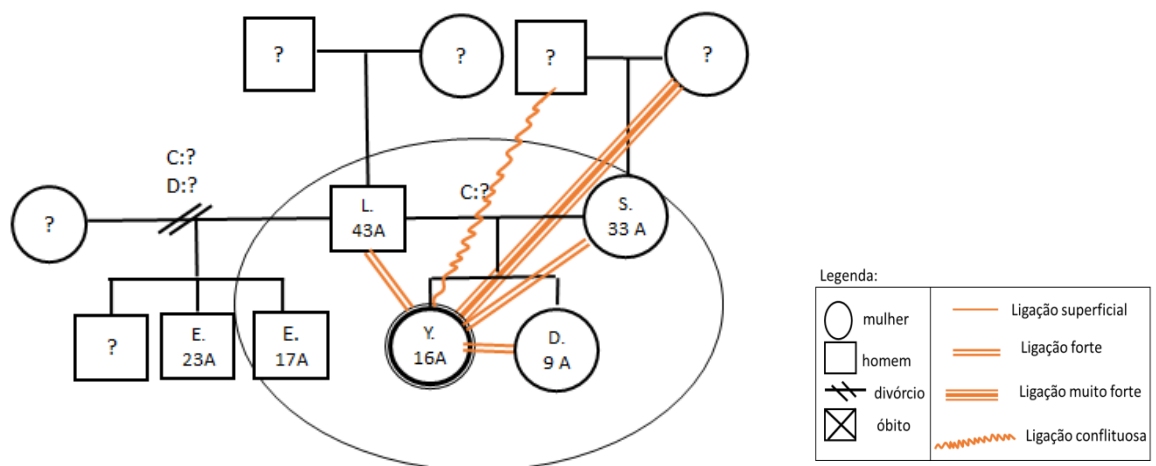 ?
?
?
?
C:?
D:?
?
L.
43A
C:?
S.
33 A
?
E.
23A
E.
17A
Y.
16A
D.
9 A
Legenda:
mulher
homem
divórcio
óbito
Ligação superficial
Ligação forte
Ligação muito forte
Ligação conflituosa